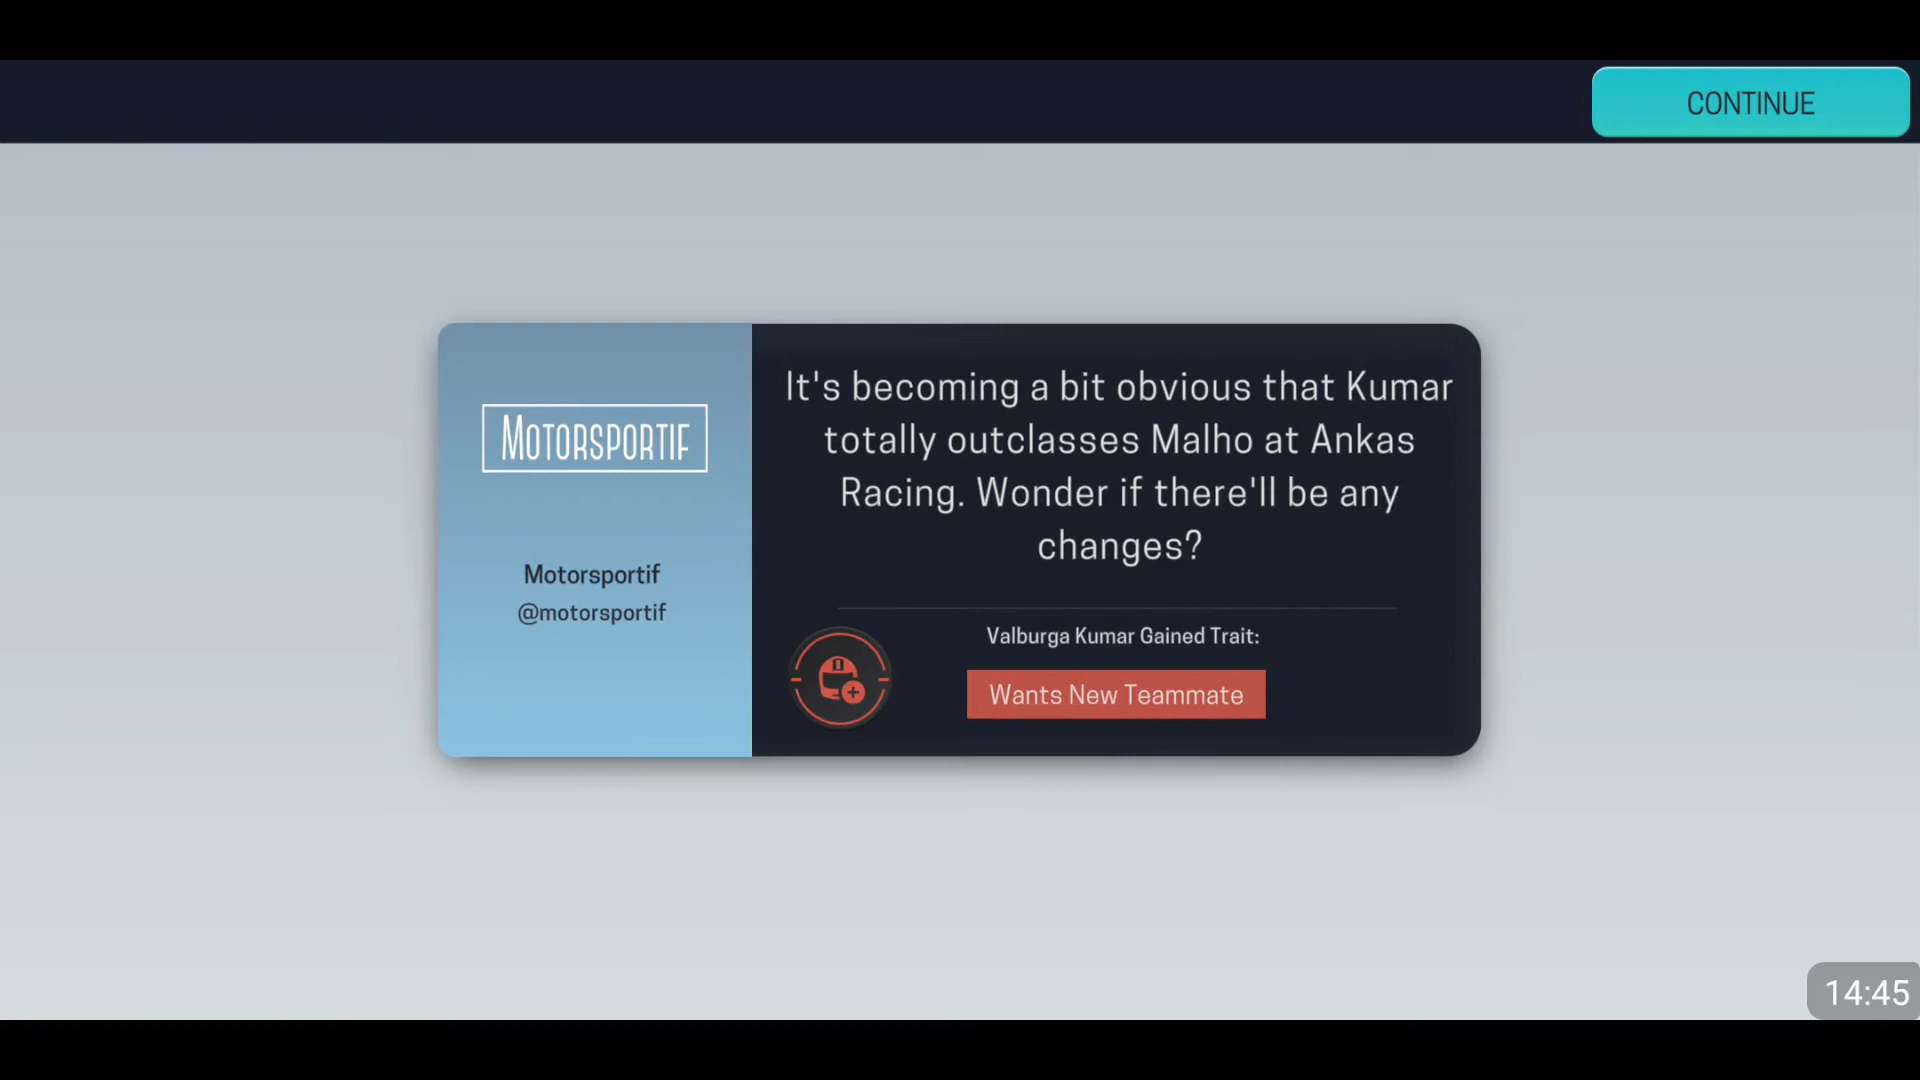 CONTINUE
MOTORSPORTIF
Motorsportif
@motorsportif
It's becoming a bit obvious that Kumar
totally outclasses Malho at Ankas
Racing. Wonder if there'll be any
changes?
Valburga Kumar Gained Trait:
Wants New Teammate
14:45